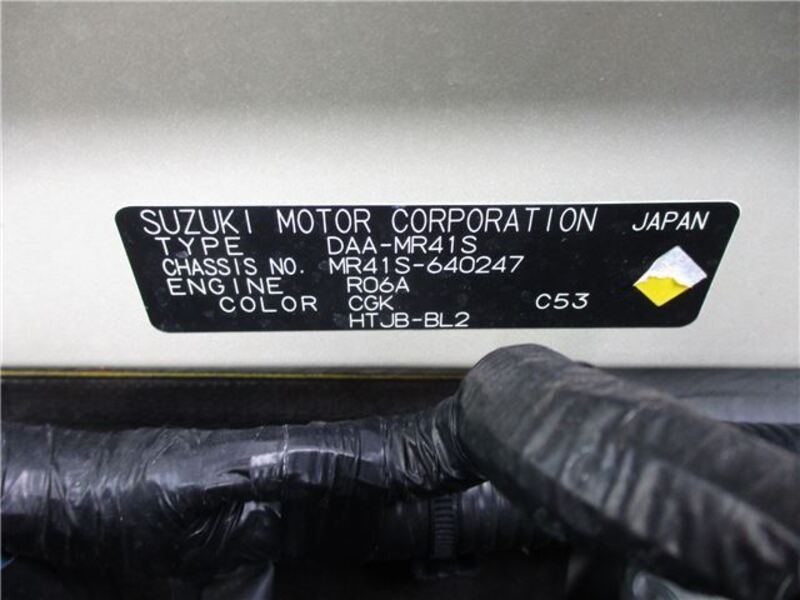 SUZUKI MOTOR CORPORATION JAPAN
TYPE DAA-MR41S
CHASSIS NO. MR41S-640247
ENGINE R06A
COLOR CGK C53
HTJB-BL2